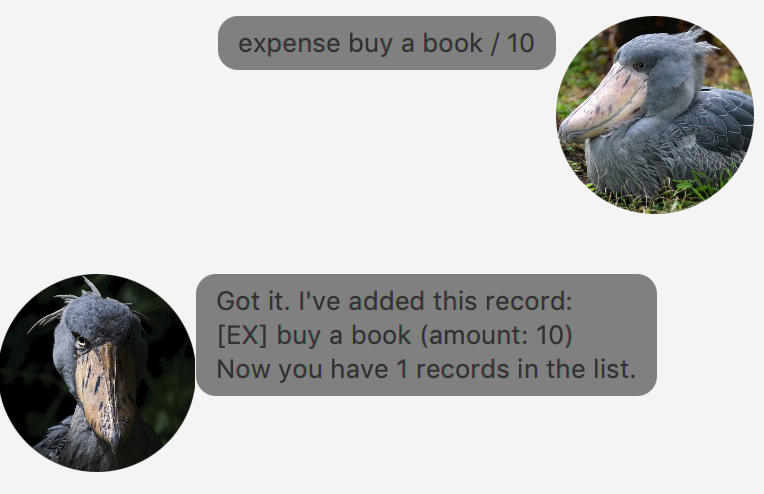 expense buy a book / 10
Got it. I've added this record:
[EX] buy a book (amount: 10)
Now you have 1 records in the list.